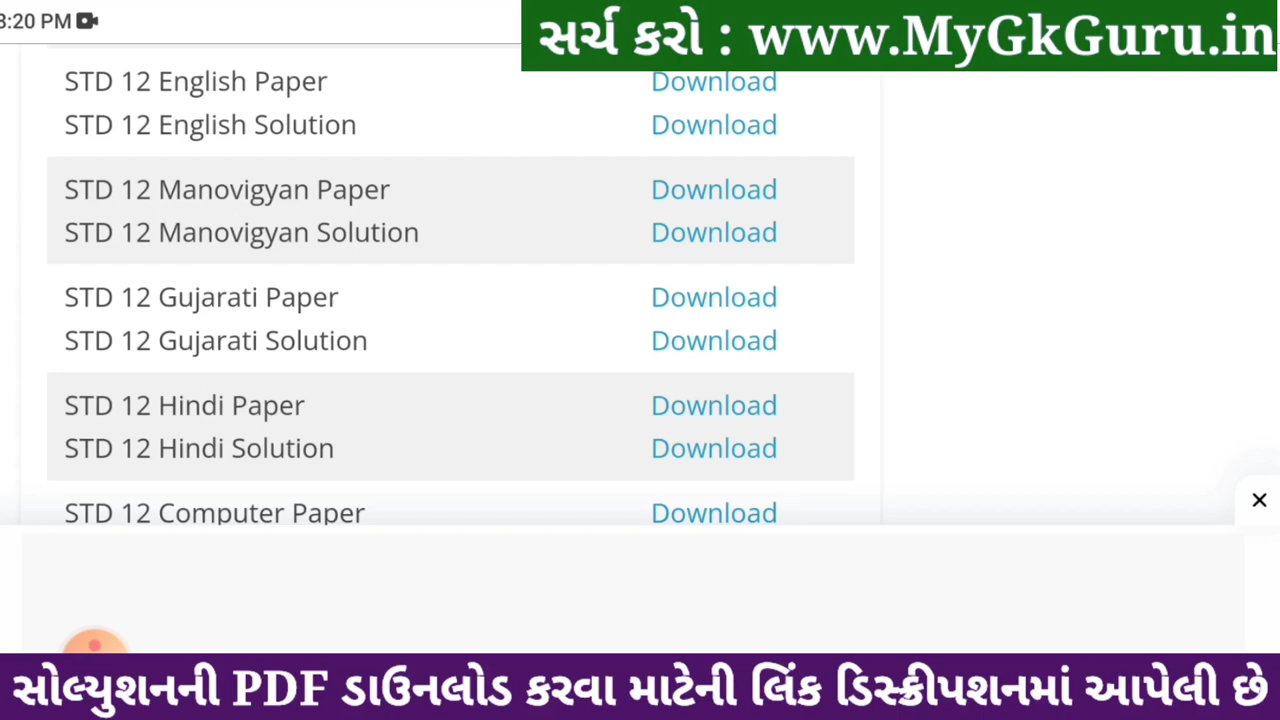 8:20 PM
સર્ચ કરો : www.MyGkGuru.in
STD 12 English Paper Download
STD 12 English Solution Download
STD 12 Manovigyan Paper Download
STD 12 Manovigyan Solution Download
STD 12 Gujarati Paper Download
STD 12 Gujarati Solution Download
STD 12 Hindi Paper Download
STD 12 Hindi Solution Download
STD 12 Computer Paper Download
સોલ્યુશનની PDF ડાઉનલોડ કરવા માટેની લિંક ડિસ્ક્રીપશનમાં આપેલી છે